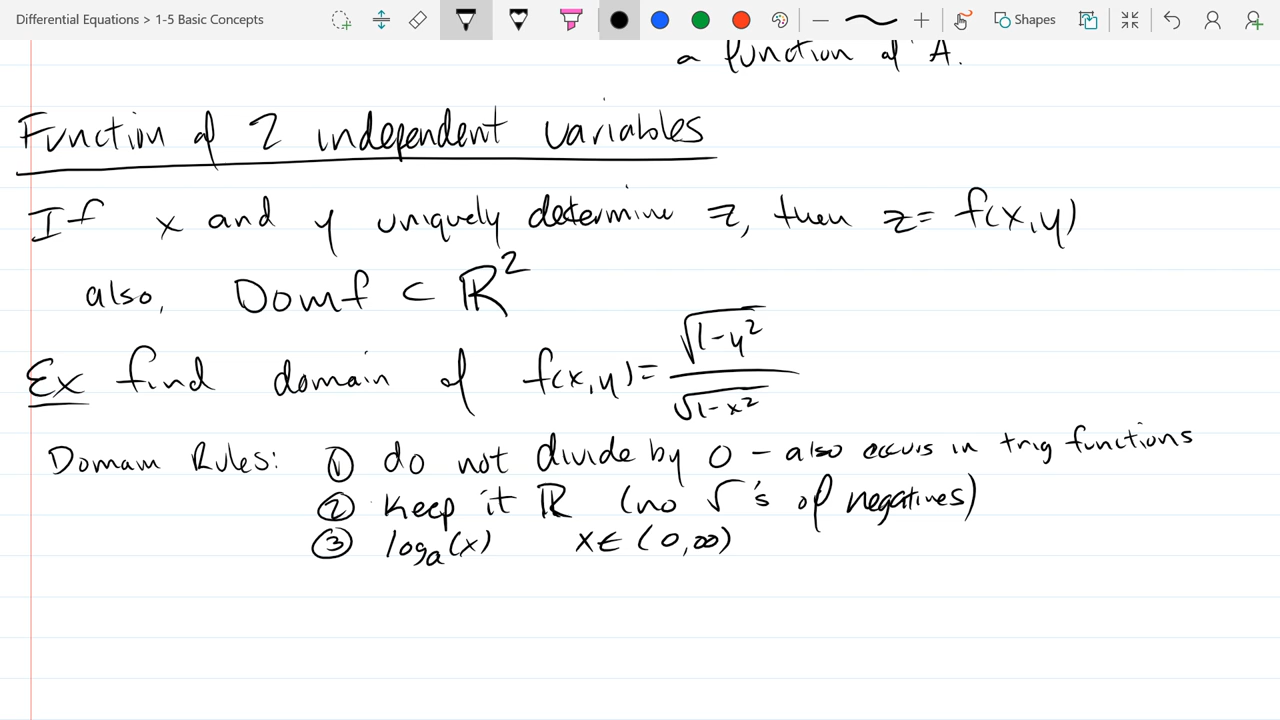 Differential Equations > 1-5 Basic Concepts
Shapes
a function of A.
Function of 2 independent variables
If x and y uniquely determine z, then z = f(x,y)
also, Domf ⊂ ℝ²
Ex find domain of f(x,y) = √(1-y²) / √(1-x²)
Domain Rules: ① do not divide by 0 – also occurs in trig functions
② keep it ℝ (no √'s of negatives)
③ logₐ(x) x ∈ (0,∞)